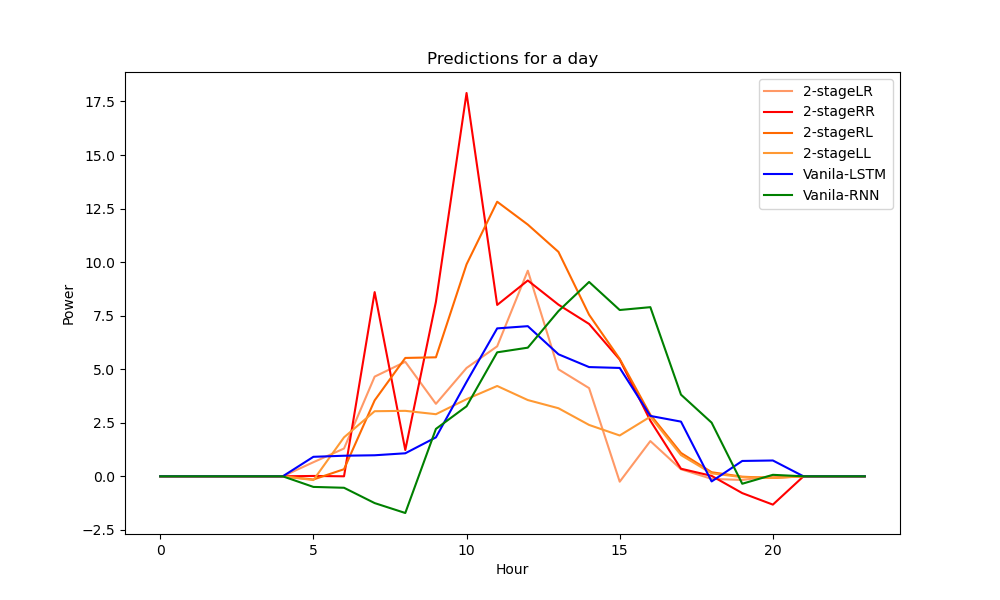 Predictions for a day
2-stageLR
2-stageRR
2-stageRL
2-stageLL
Vanila-LSTM
Vanila-RNN
17.5
15.0
12.5
10.0
7.5
5.0
2.5
0.0
−2.5
Power
0 5 10 15 20
Hour